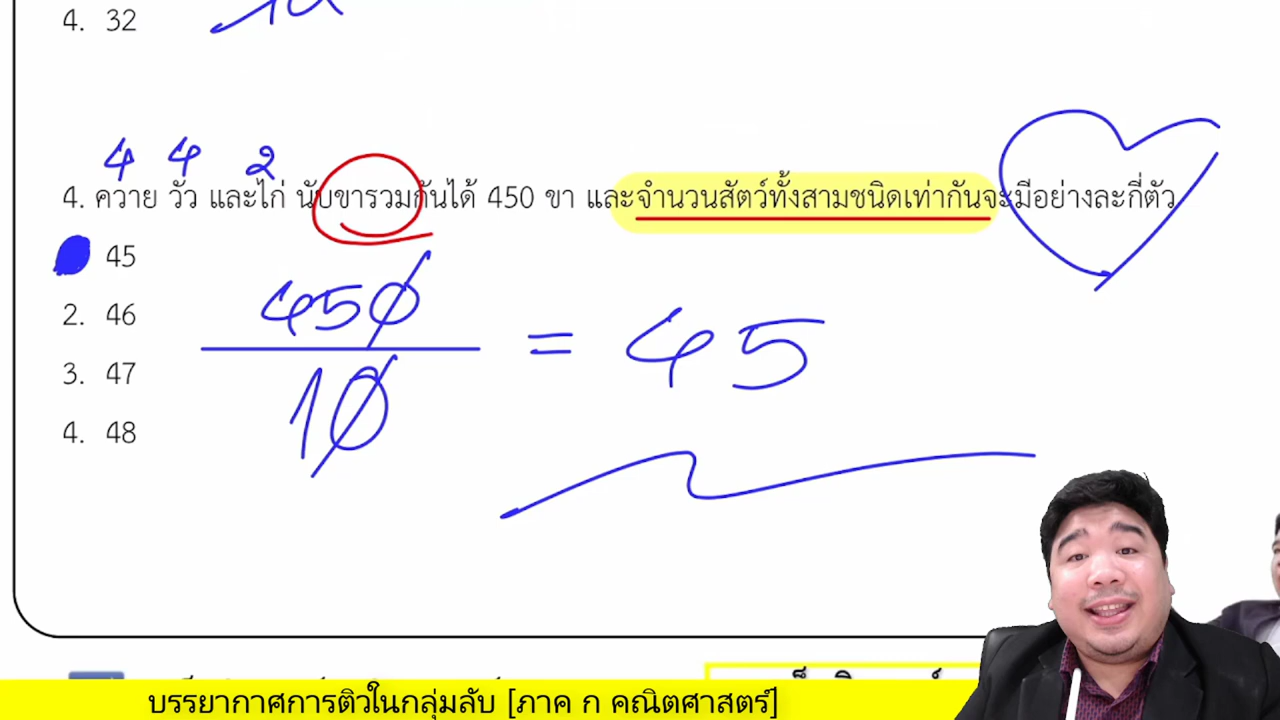 4. 32
4 4 2
4. ควาย วัว และไก่ นับขารวมกันได้ 450 ขา และจำนวนสัตว์ทั้งสามชนิดเท่ากันจะมีอย่างละกี่ตัว
45
2. 46
3. 47
4. 48
450
10
= 45
บรรยากาศการติวในกลุ่มลับ [ภาค ก คณิตศาสตร์]